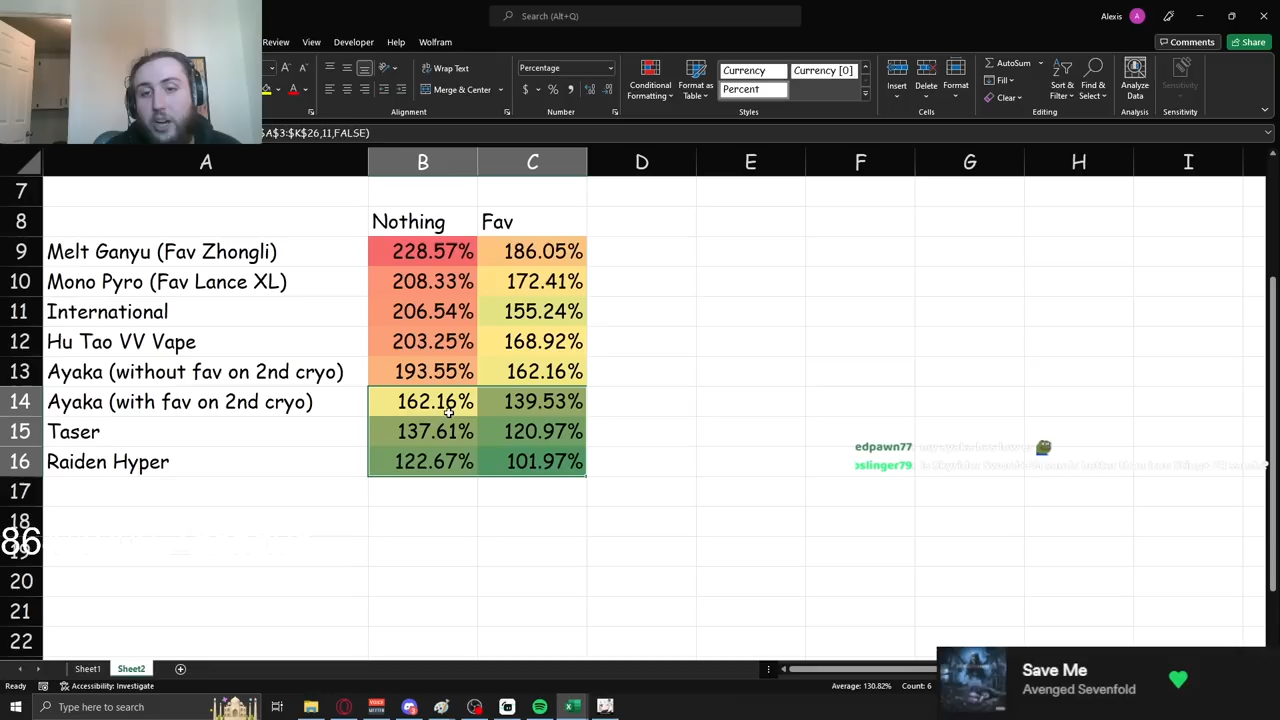 Search (Alt+Q)
Alexis
A
Review View Developer Help Wolfram
Comments
Share
Wrap Text
Merge & Center
Alignment
Percentage
Number
Conditional Formatting
Format as Table
Currency
Currency [0]
Percent
Styles
Insert
Delete
Format
Cells
AutoSum
Fill
Clear
Sort & Filter
Find & Select
Editing
Analyze Data
Analysis
Sensitivity
Sensitivity
$A$3:$K$26,11,FALSE)
A B C D E F G H I
7
8 Nothing Fav
9 Melt Ganyu (Fav Zhongli) 228.57% 186.05%
10 Mono Pyro (Fav Lance XL) 208.33% 172.41%
11 International 206.54% 155.24%
12 Hu Tao VV Vape 203.25% 168.92%
13 Ayaka (without fav on 2nd cryo) 193.55% 162.16%
14 Ayaka (with fav on 2nd cryo) 162.16% 139.53%
15 Taser 137.61% 120.97%
16 Raiden Hyper 122.67% 101.97%
edpawn77
slinger79
17
18
86
19
20
21
22
Sheet1 Sheet2
Save Me
Avenged Sevenfold
Ready
Accessibility: Investigate
Average: 130.82% Count: 6
Type here to search